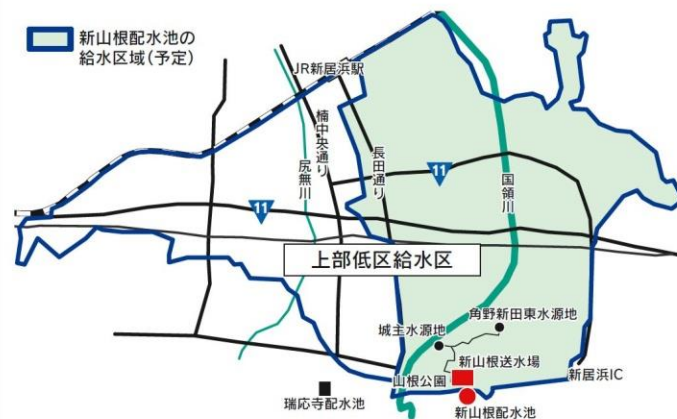 新山根配水池の
給水区域(予定)
JR新居浜駅
楠中央通り
尻無川
長田通り
11
国領川
11
上部低区給水区
角野新田東水源地
城主水源地
新山根送水場
山根公園
新居浜IC
瑞応寺配水池
新山根配水池